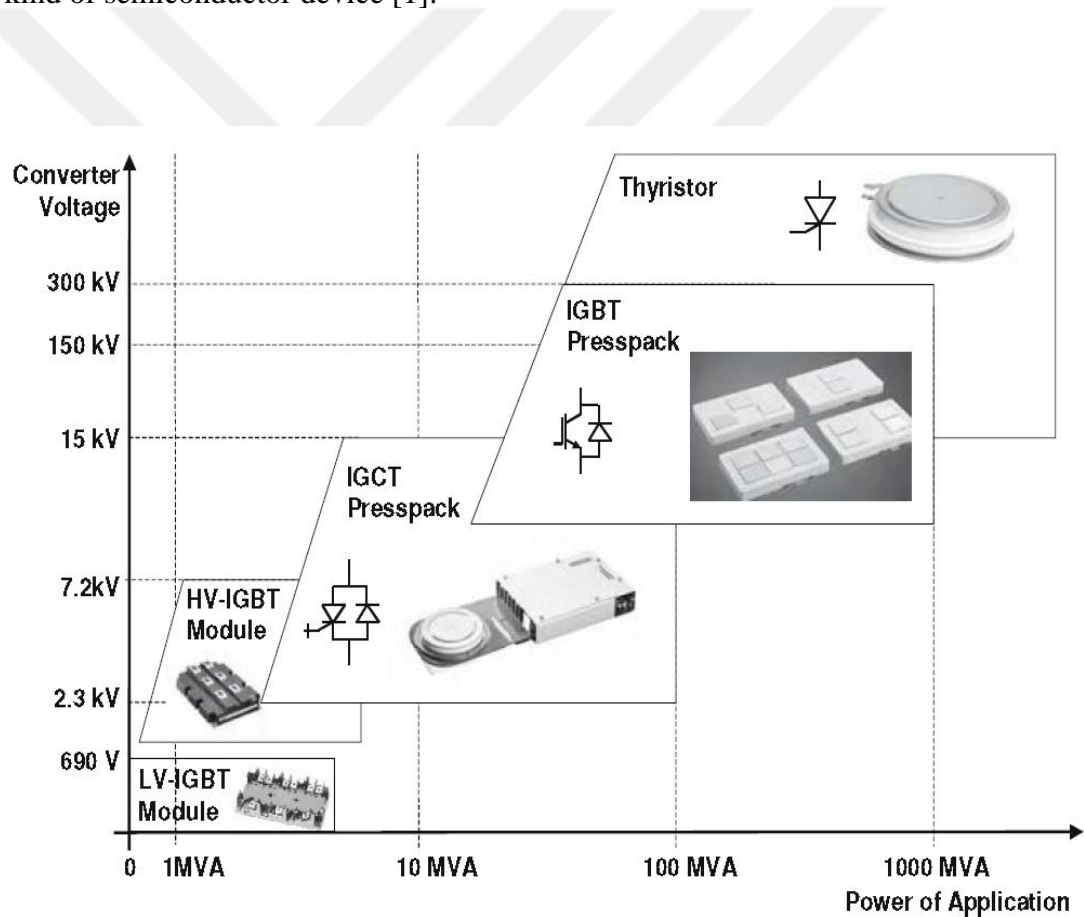 kind of semiconductor device [1].
Converter
Voltage
Thyristor
300 kV
IGBT
Presspack
150 kV
15 kV
IGCT
Presspack
7.2kV
HV-IGBT
Module
2.3 kV
690 V
LV-IGBT
Module
0 1MVA 10 MVA 100 MVA 1000 MVA
Power of Application